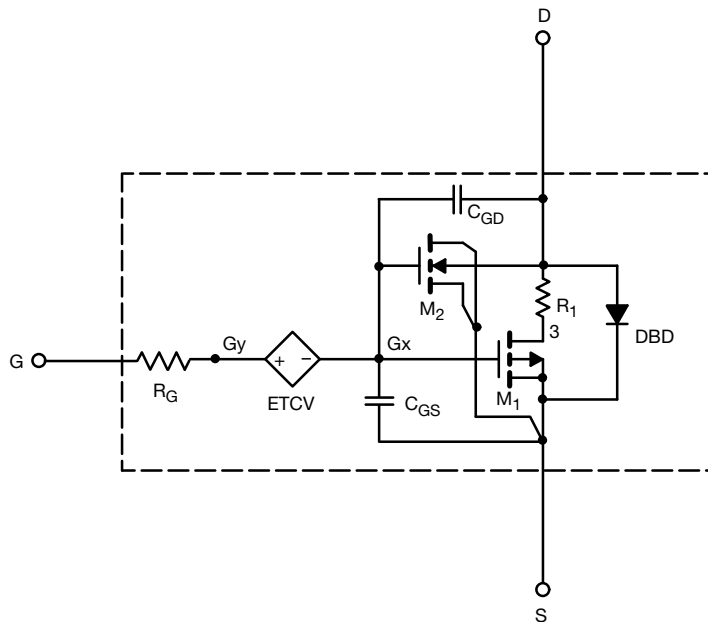 D
C_GD
M_2
R_1
3
DBD
G
R_G
Gy
+
−
ETCV
Gx
C_GS
M_1
S